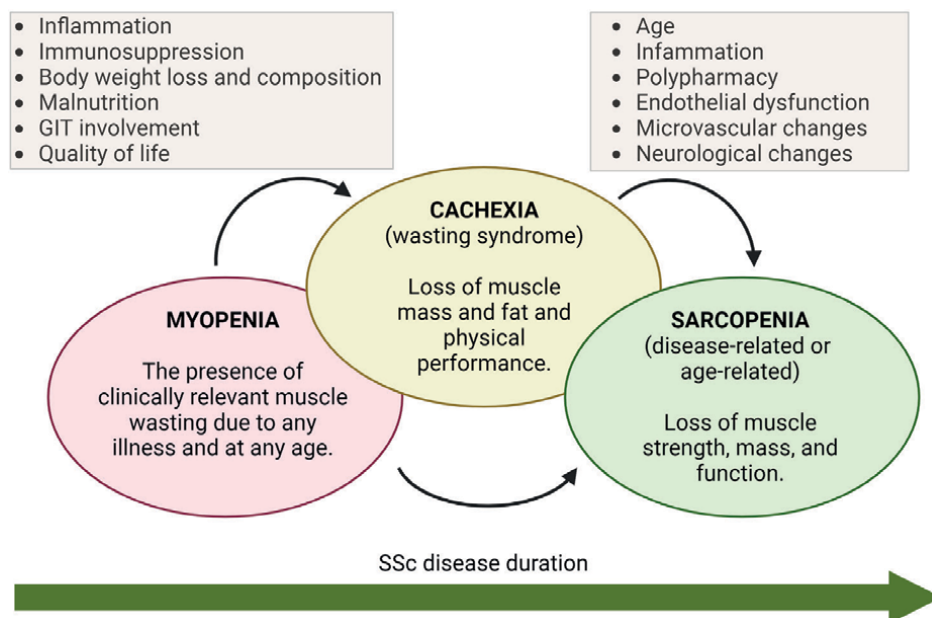 • Inflammation
• Immunosuppression
• Body weight loss and composition
• Malnutrition
• GIT involvement
• Quality of life
• Age
• Infammation
• Polypharmacy
• Endothelial dysfunction
• Microvascular changes
• Neurological changes
MYOPENIA
The presence of
clinically relevant muscle
wasting due to any
illness and at any age.
CACHEXIA
(wasting syndrome)
Loss of muscle
mass and fat and
physical
performance.
SARCOPENIA
(disease-related or
age-related)
Loss of muscle
strength, mass, and
function.
SSc disease duration